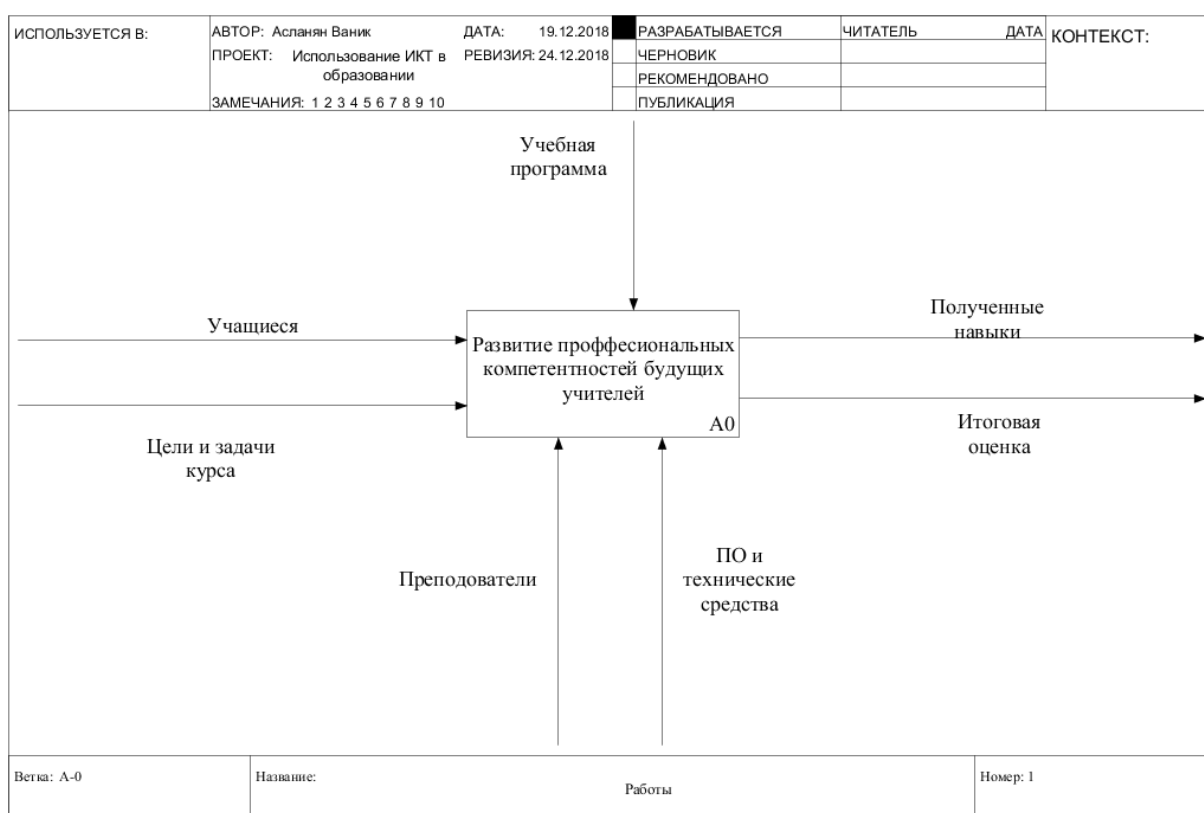 ИСПОЛЬЗУЕТСЯ В:
АВТОР: Асланян Ваник
ДАТА: 19.12.2018
ПРОЕКТ: Использование ИКТ в
образовании
РЕВИЗИЯ: 24.12.2018
ЗАМЕЧАНИЯ: 1 2 3 4 5 6 7 8 9 10
РАЗРАБАТЫВАЕТСЯ
ЧЕРНОВИК
РЕКОМЕНДОВАНО
ПУБЛИКАЦИЯ
ЧИТАТЕЛЬ
ДАТА
КОНТЕКСТ:
Учебная
программа
Учащиеся
Цели и задачи
курса
Развитие проффесиональных
компетентностей будущих
учителей
A0
Полученные
навыки
Итоговая
оценка
Преподователи
ПО и
технические
средства
Ветка: A-0
Название:
Работы
Номер: 1